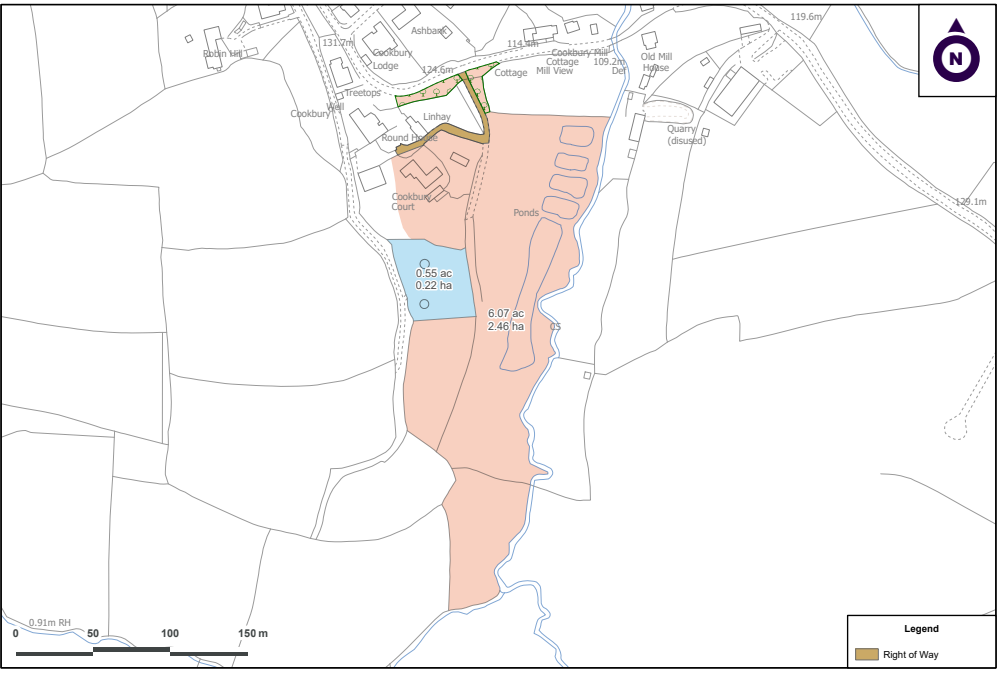 119.6m
Ashbank
131.7m
Robin Hill
Cookbury
Lodge
114.4m
Cookbury Mill
Cottage
109.2m
Mill View
Def
Old Mill
House
N
124.6m
Cottage
Treetops
Well
Cookbury
Linhay
Round House
Quarry
(disused)
Cookbury
Court
Ponds
129.1m
0.55 ac
0.22 ha
6.07 ac
2.46 ha
CS
0.91m RH
0 50 100 150 m
Legend
Right of Way